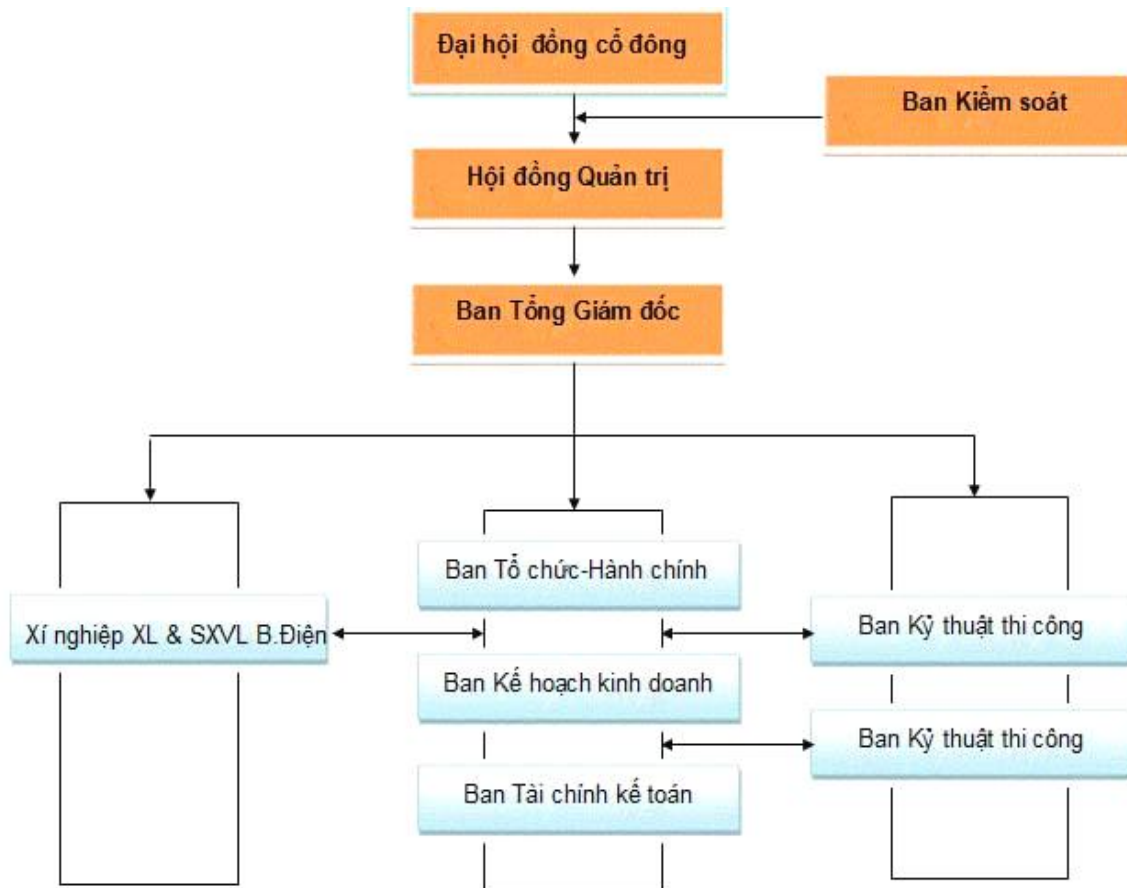 Đại hội đồng cổ đông
Ban Kiểm soát
Hội đồng Quản trị
Ban Tổng Giám đốc
Ban Tổ chức-Hành chính
Xí nghiệp XL & SXVL B.Điện
Ban Kỹ thuật thi công
Ban Kế hoạch kinh doanh
Ban Kỹ thuật thi công
Ban Tài chính kế toán